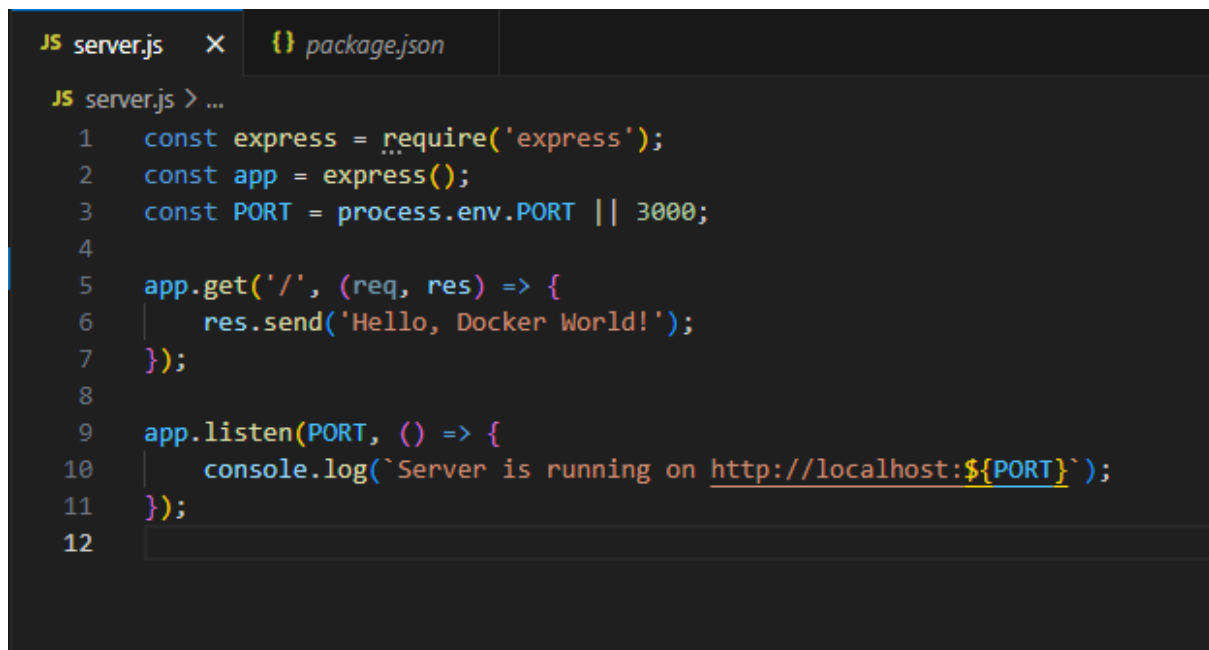 JS server.js × {} package.json
JS server.js > ...
1 const express = require('express');
2 const app = express();
3 const PORT = process.env.PORT || 3000;
4
5 app.get('/', (req, res) => {
6     res.send('Hello, Docker World!');
7 });
8
9 app.listen(PORT, () => {
10     console.log(`Server is running on http://localhost:${PORT}`);
11 });
12